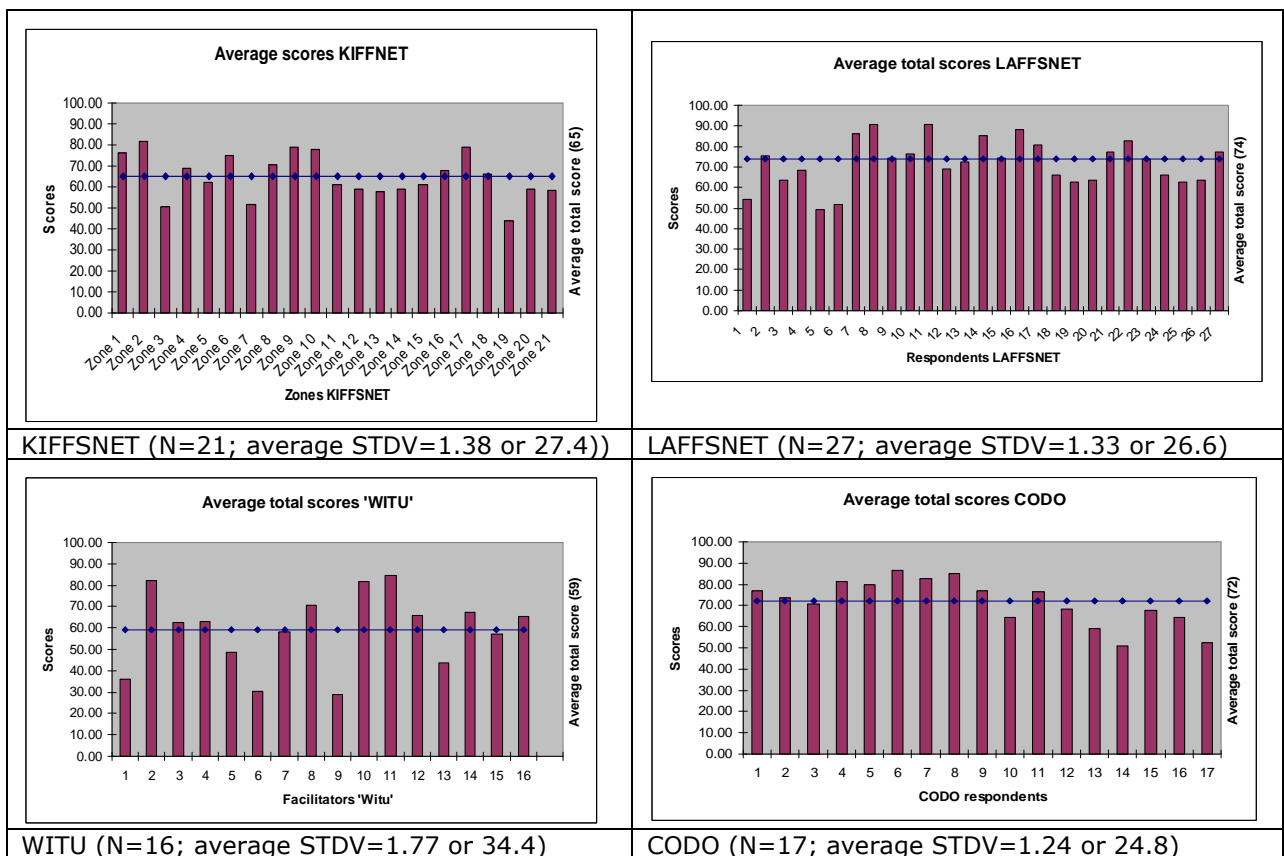 Average scores KIFFNET
Scores
100.00
90.00
80.00
70.00
60.00
50.00
40.00
30.00
20.00
10.00
0.00
Average total score (65)
Zone 1
Zone 2
Zone 3
Zone 4
Zone 5
Zone 6
Zone 7
Zone 8
Zone 9
Zone 10
Zone 11
Zone 12
Zone 13
Zone 14
Zone 15
Zone 16
Zone 17
Zone 18
Zone 19
Zone 20
Zone 21
Zones KIFFSNET
KIFFSNET (N=21; average STDV=1.38 or 27.4))
Average total scores LAFFSNET
Scores
100.00
90.00
80.00
70.00
60.00
50.00
40.00
30.00
20.00
10.00
0.00
Average total score (74)
1 2 3 4 5 6 7 8 9 10 11 12 13 14 15 16 17 18 19 20 21 22 23 24 25 26 27
Respondents LAFFSNET
LAFFSNET (N=27; average STDV=1.33 or 26.6)
Average total scores 'WITU'
Scores
100.00
90.00
80.00
70.00
60.00
50.00
40.00
30.00
20.00
10.00
0.00
Average total score (59)
1 2 3 4 5 6 7 8 9 10 11 12 13 14 15 16
Facilitators 'Witu'
WITU (N=16; average STDV=1.77 or 34.4)
Average total scores CODO
Scores
100.00
90.00
80.00
70.00
60.00
50.00
40.00
30.00
20.00
10.00
0.00
Average total score (72)
1 2 3 4 5 6 7 8 9 10 11 12 13 14 15 16 17
CODO respondents
CODO (N=17; average STDV=1.24 or 24.8)